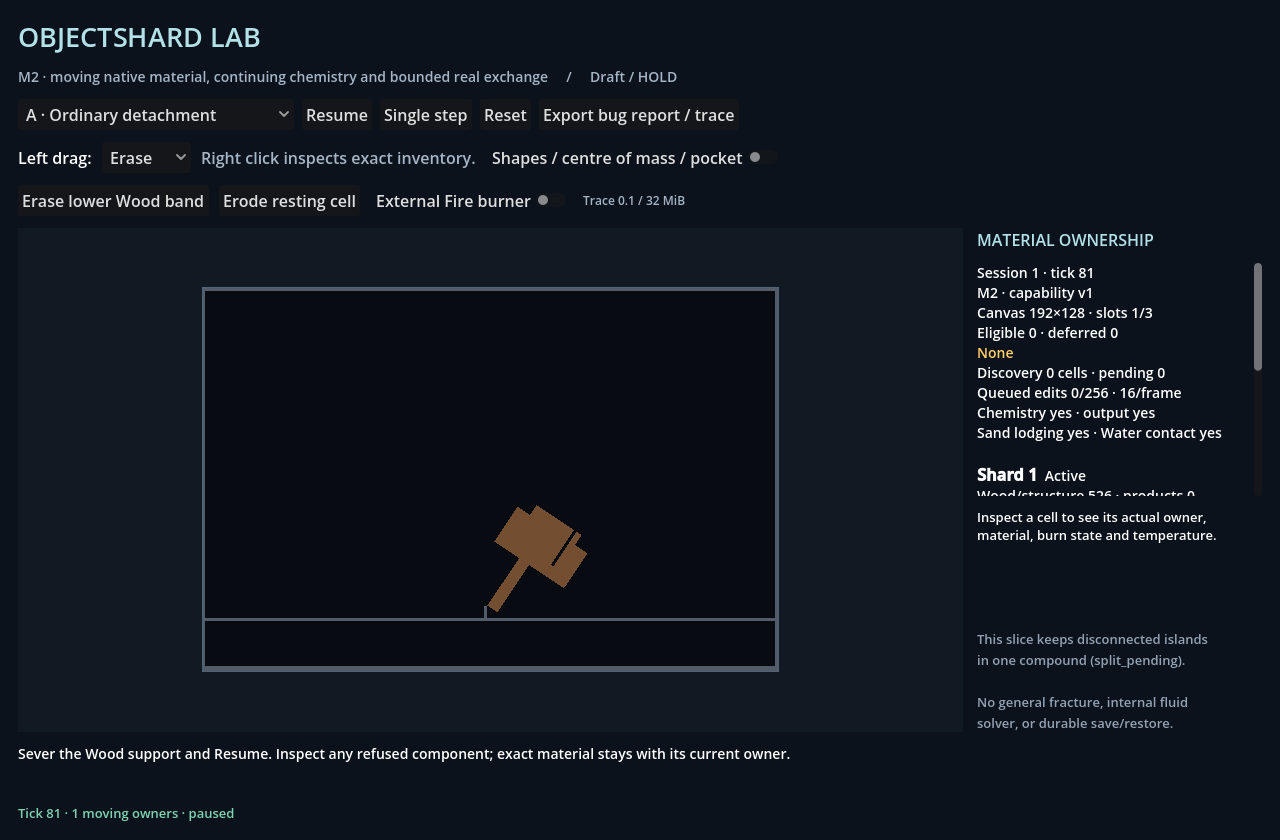 OBJECTSHARD LAB
M2 · moving native material, continuing chemistry and bounded real exchange / Draft / HOLD
A · Ordinary detachment Resume Single step Reset Export bug report / trace
Left drag: Erase Right click inspects exact inventory. Shapes / centre of mass / pocket
Erase lower Wood band Erode resting cell External Fire burner Trace 0.1 / 32 MiB
MATERIAL OWNERSHIP
Session 1 · tick 81
M2 · capability v1
Canvas 192×128 · slots 1/3
Eligible 0 · deferred 0
None
Discovery 0 cells · pending 0
Queued edits 0/256 · 16/frame
Chemistry yes · output yes
Sand lodging yes · Water contact yes
Shard 1 Active
Wood/structure 526 · products 0
Inspect a cell to see its actual owner,
material, burn state and temperature.
This slice keeps disconnected islands
in one compound (split_pending).
No general fracture, internal fluid
solver, or durable save/restore.
Sever the Wood support and Resume. Inspect any refused component; exact material stays with its current owner.
Tick 81 · 1 moving owners · paused